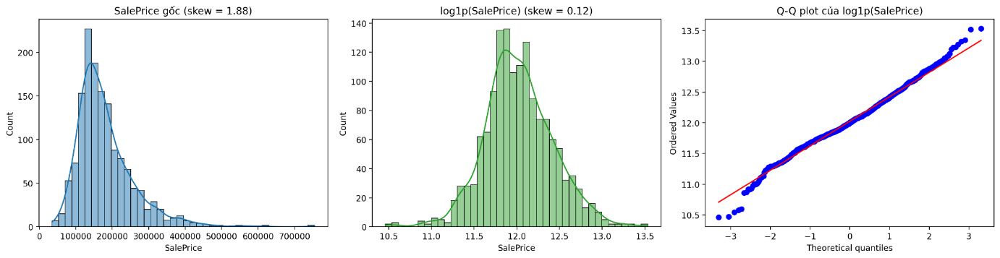 SalePrice gốc (skew = 1.88)
Count
200
150
100
50
0
0 100000 200000 300000 400000 500000 600000 700000
SalePrice
log1p(SalePrice) (skew = 0.12)
Count
140
120
100
80
60
40
20
0
10.5 11.0 11.5 12.0 12.5 13.0 13.5
SalePrice
Q-Q plot của log1p(SalePrice)
Ordered Values
13.5
13.0
12.5
12.0
11.5
11.0
10.5
−3 −2 −1 0 1 2 3
Theoretical quantiles